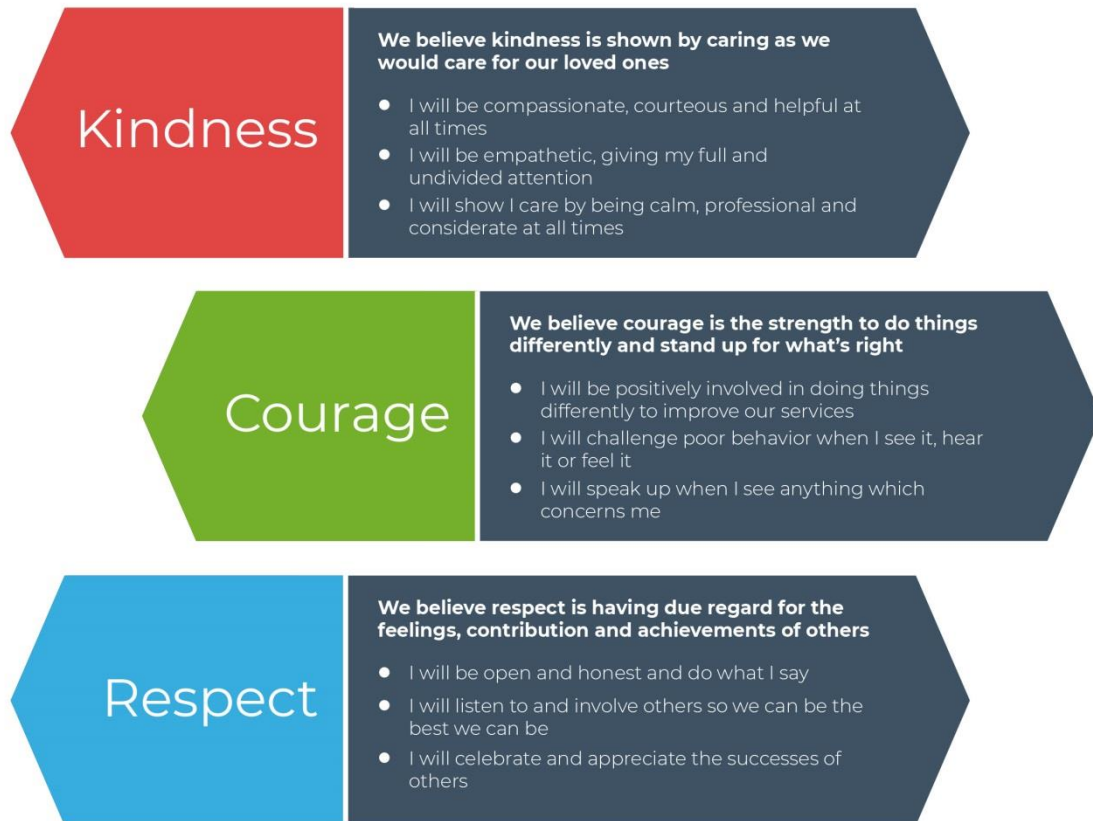 Kindness
We believe kindness is shown by caring as we
would care for our loved ones
● I will be compassionate, courteous and helpful at
all times
● I will be empathetic, giving my full and
undivided attention
● I will show I care by being calm, professional and
considerate at all times
Courage
We believe courage is the strength to do things
differently and stand up for what’s right
● I will be positively involved in doing things
differently to improve our services
● I will challenge poor behavior when I see it, hear
it or feel it
● I will speak up when I see anything which
concerns me
Respect
We believe respect is having due regard for the
feelings, contribution and achievements of others
● I will be open and honest and do what I say
● I will listen to and involve others so we can be the
best we can be
● I will celebrate and appreciate the successes of
others